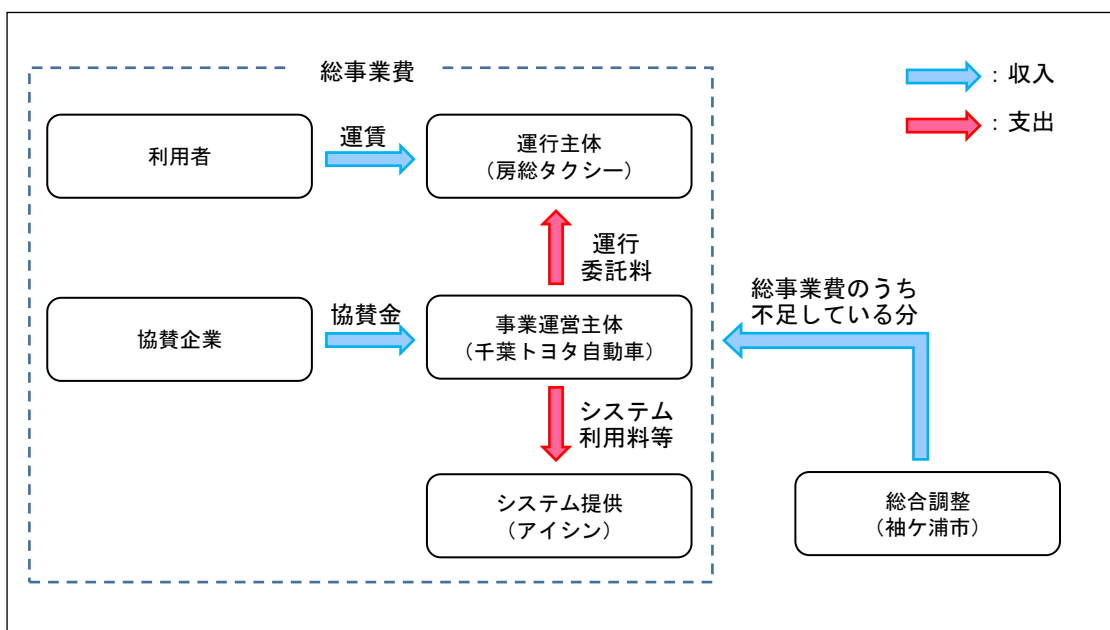 総事業費
：収入
：支出
利用者
運賃
運行主体
（房総タクシー）
運行
委託料
協賛企業
協賛金
事業運営主体
（千葉トヨタ自動車）
総事業費のうち
不足している分
システム
利用料等
システム提供
（アイシン）
総合調整
（袖ケ浦市）